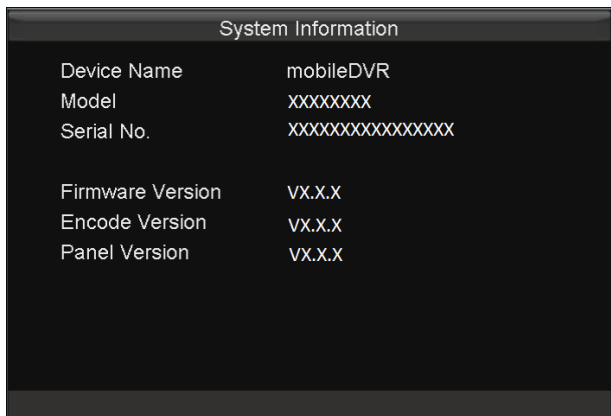 System Information
Device Name mobileDVR
Model XXXXXXXX
Serial No. XXXXXXXXXXXXXXXX
Firmware Version VX.X.X
Encode Version VX.X.X
Panel Version VX.X.X